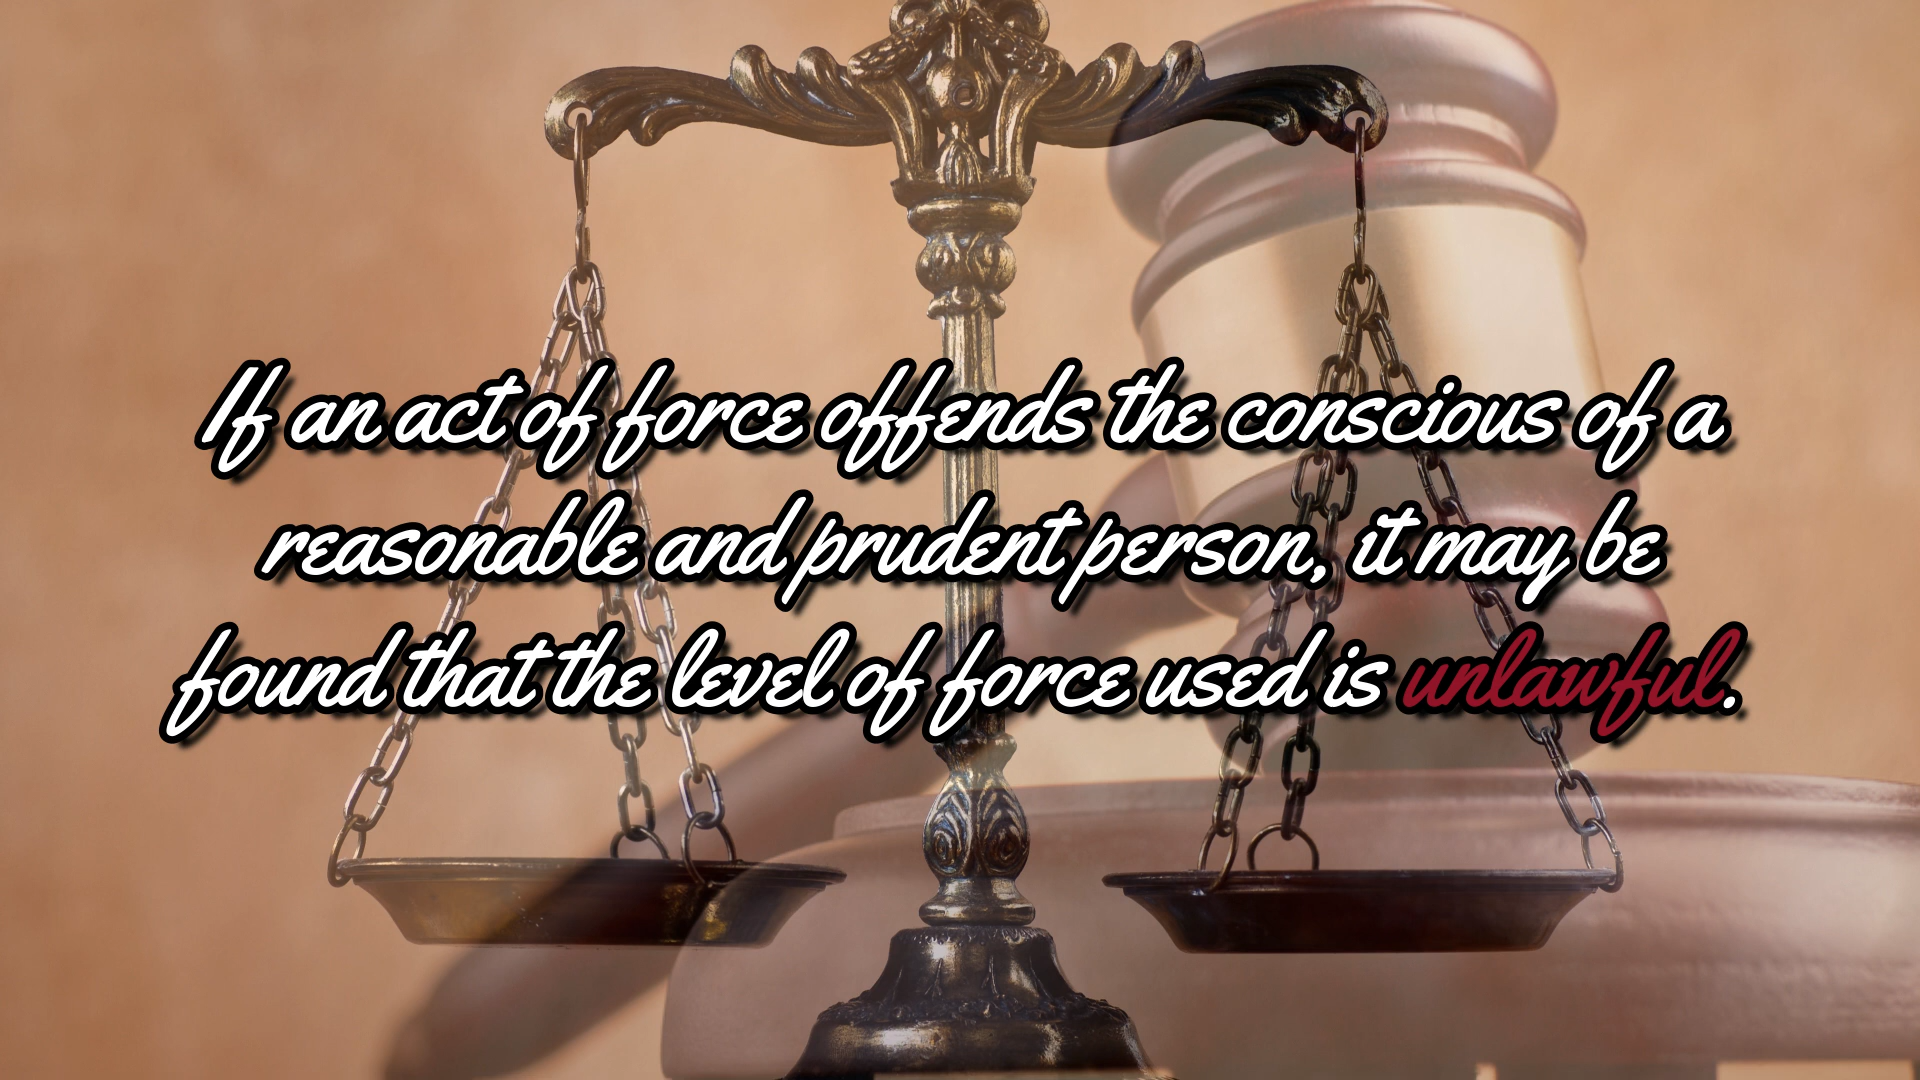 If an act of force offends the conscious of a
reasonable and prudent person, it may be
found that the level of force used is unlawful.